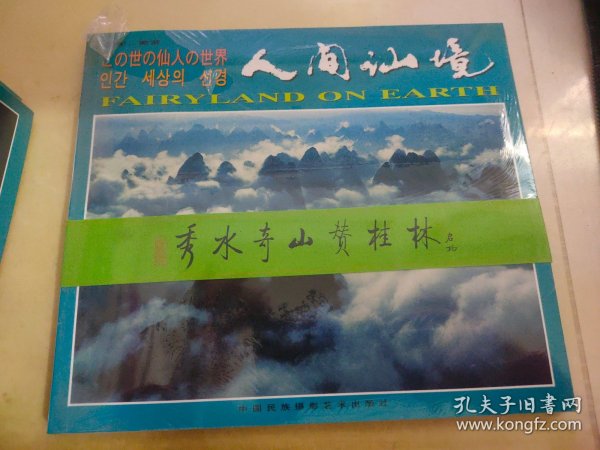 この世の仙人の世界
인간 세상의 선경
人间仙境
FAIRYLAND ON EARTH
秀水奇山赞桂林
中国民族摄影艺术出版社
孔夫子旧书网
www.kongfz.com